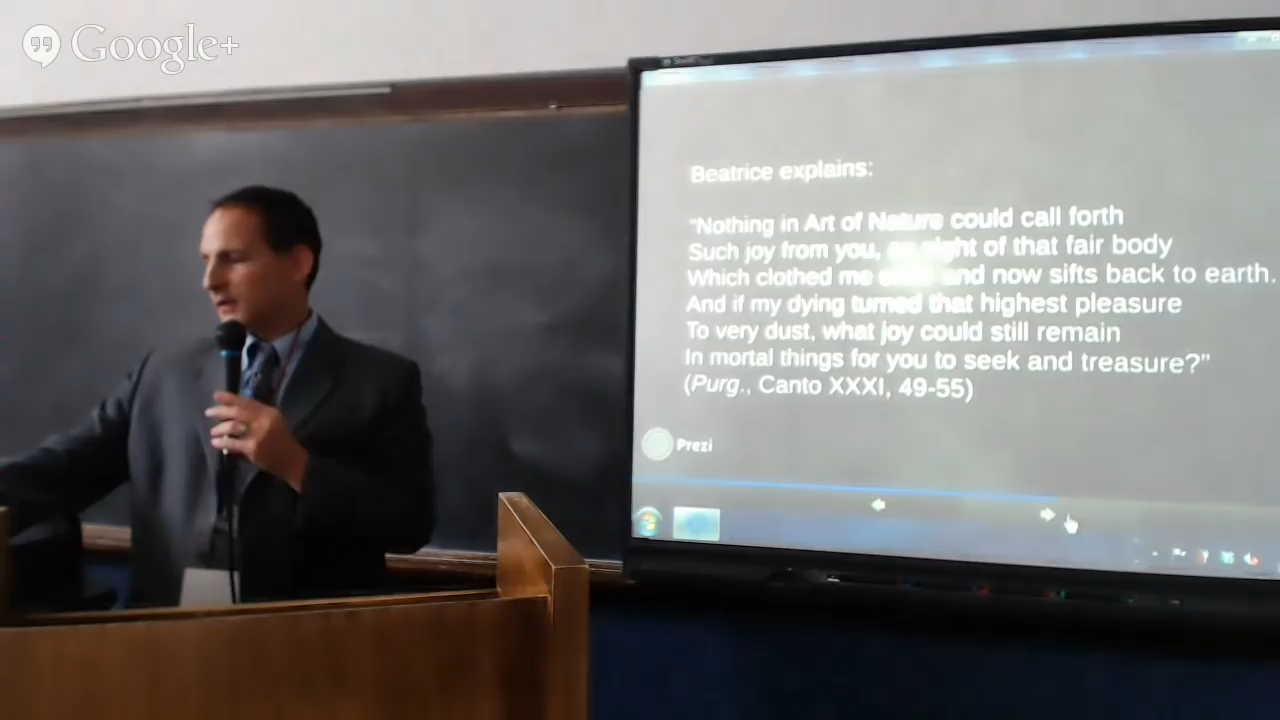 Google+
Beatrice explains:
"Nothing in Art of Nature could call forth
Such joy from you, sight of that fair body
Which clothed me and now sifts back to earth.
And if my dying turned that highest pleasure
To very dust, what joy could still remain
In mortal things for you to seek and treasure?"
(Purg., Canto XXXI, 49-55)
Prezi